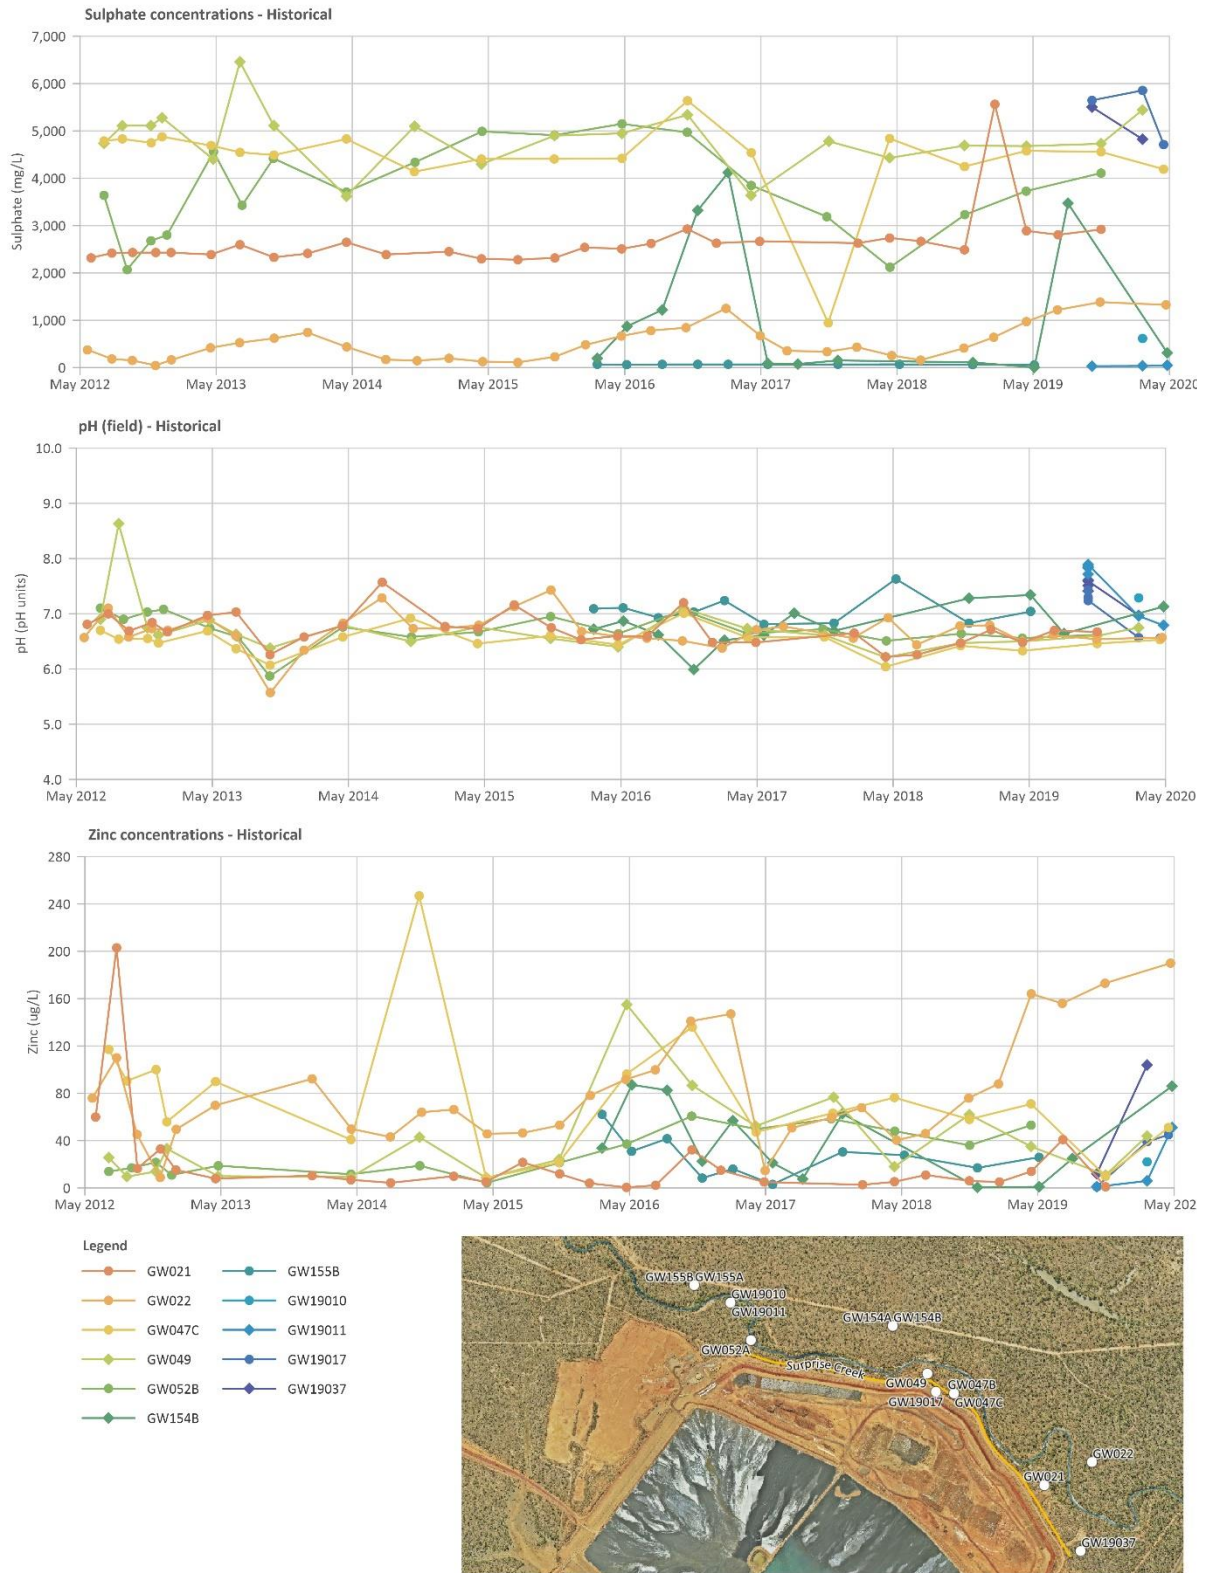 Sulphate concentrations - Historical
7,000
6,000
5,000
4,000
3,000
2,000
1,000
0
Sulphate (mg/L)
May 2012 May 2013 May 2014 May 2015 May 2016 May 2017 May 2018 May 2019 May 2020
pH (field) - Historical
10.0
9.0
8.0
7.0
6.0
5.0
4.0
pH (pH units)
May 2012 May 2013 May 2014 May 2015 May 2016 May 2017 May 2018 May 2019 May 2020
Zinc concentrations - Historical
280
240
200
160
120
80
40
0
Zinc (ug/L)
May 2012 May 2013 May 2014 May 2015 May 2016 May 2017 May 2018 May 2019 May 202
Legend
GW021 GW155B
GW022 GW19010
GW047C GW19011
GW049 GW19017
GW052B GW19037
GW154B
GW155B GW155A
GW19010
GW19011
GW154A GW154B
GW052A
Surprise Creek
GW049 GW047B
GW19017 GW047C
GW022
GW021
GW19037